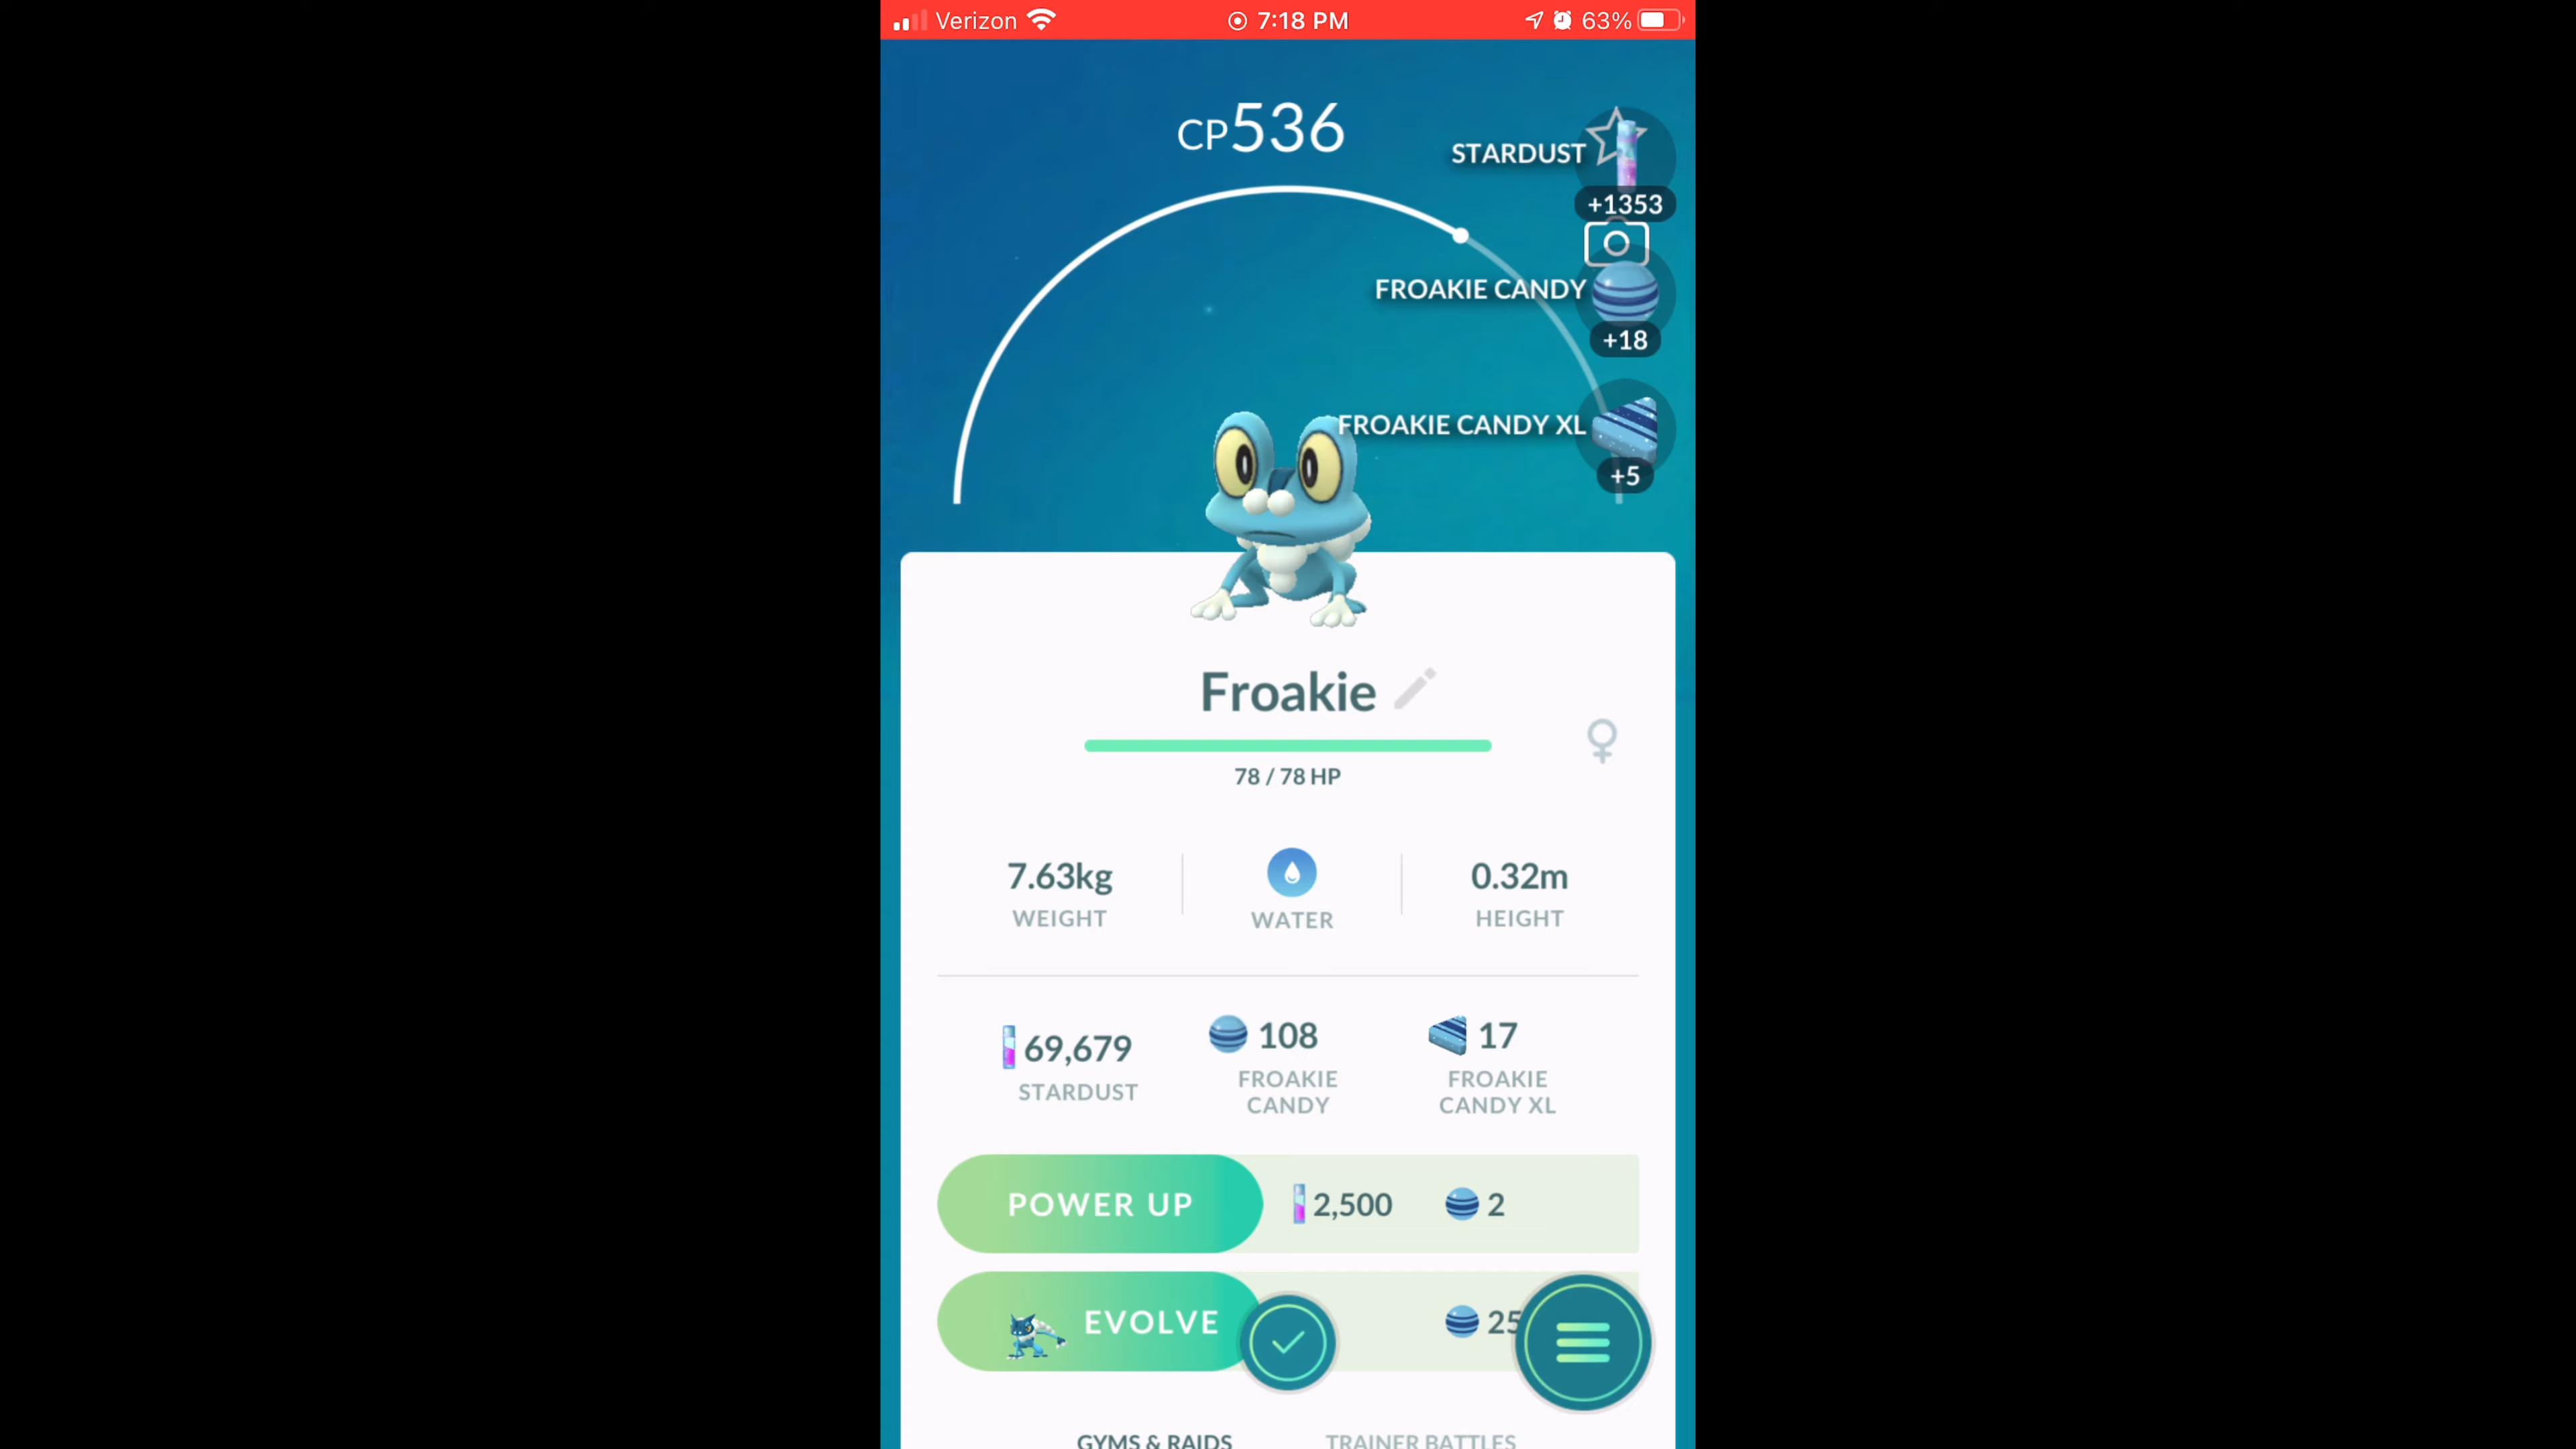 Verizon 7:18 PM 63%
CP536
STARDUST
+1353
FROAKIE CANDY
+18
FROAKIE CANDY XL
+5
Froakie
78 / 78 HP
7.63kg
WEIGHT
WATER
0.32m
HEIGHT
69,679
STARDUST
108
FROAKIE
CANDY
17
FROAKIE
CANDY XL
POWER UP 2,500 2
EVOLVE 25
GYMS & RAIDS TRAINER BATTLES